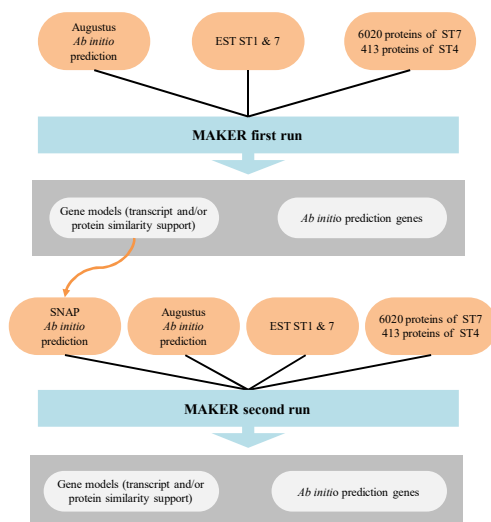 Augustus
Ab initio
prediction
EST ST1 & 7
6020 proteins of ST7
413 proteins of ST4
MAKER first run
Gene models (transcript and/or
protein similarity support)
Ab initio prediction genes
SNAP
Ab initio
prediction
Augustus
Ab initio
prediction
EST ST1 & 7
6020 proteins of ST7
413 proteins of ST4
MAKER second run
Gene models (transcript and/or
protein similarity support)
Ab initio prediction genes